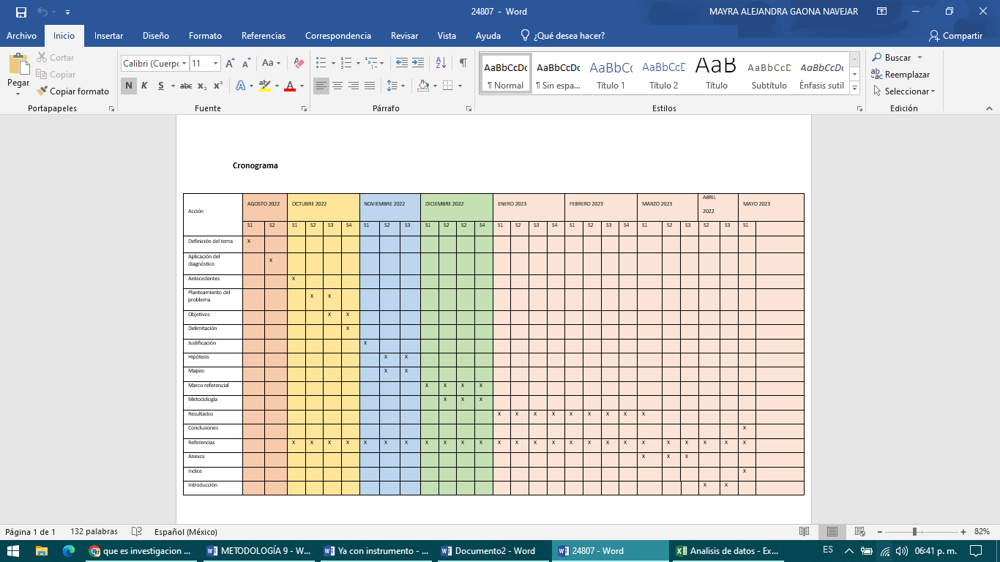 24807 - Word
MAYRA ALEJANDRA GAONA NAVEJAR
Archivo Inicio Insertar Diseño Formato Referencias Correspondencia Revisar Vista Ayuda ¿Qué desea hacer? Compartir
Pegar
Cortar
Copiar
Copiar formato
Portapapeles
Calibri (Cuerpo 11
N K S abc x₂ x²
Fuente
Párrafo
AaBbCcDc AaBbCcDc AaBbCc AaBbCcD AaB AaBbCcD AaBbCcDc
¶ Normal ¶ Sin espa... Título 1 Título 2 Título Subtítulo Énfasis sutil
Estilos
Buscar
Reemplazar
Seleccionar
Edición
Cronograma
Acción AGOSTO 2022 OCTUBRE 2022 NOVIEMBRE 2022 DICIEMBRE 2022 ENERO 2023 FEBRERO 2023 MARZO 2023 ABRIL 2022 MAYO 2023
S1 S2 S1 S2 S3 S4 S1 S2 S3 S1 S2 S2 S4 S1 S2 S3 S4 S1 S2 S3 S4 S1 S2 S3 S2 S3 S1
Definición del tema X
Aplicación del diagnóstico X
Antecedentes X
Planteamiento del problema X X
Objetivos X X
Delimitación X
Justificación X
Hipótesis X X
Mapeo X X
Marco referencial X X X X
Metodología X X X
Resultados X X X X X X X X X
Conclusiones X
Referencias X X X X X X X X X X X X X X X X X X X X X X X X X
Anexos X X X
Índice X
Introducción X X
Página 1 de 1 132 palabras Español (México) 82%
que es investigacion ... METODOLOGÍA 9 - W... Ya con instrumento - ... Documento2 - Word 24807 - Word Analisis de datos - Ex... ES 06:41 p. m.